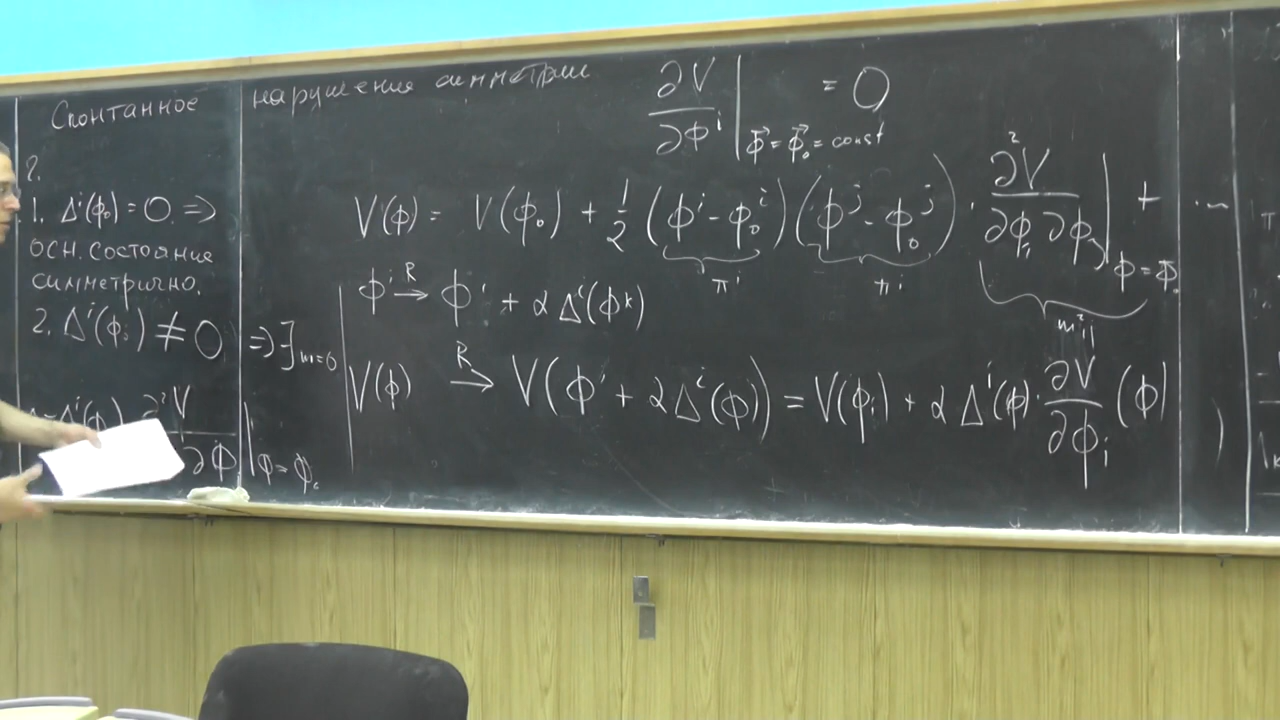 Спонтанное нарушение симметрии
∂V/∂Φⁱ |_{Φ⃗=Φ⃗₀=const} = 0
2.
1. Δⁱ(φ₀) = 0 ⇒
осн. состояние
симметрично.
2. Δⁱ(φ₀) ≠ 0 ⇒ ∃ m=0
∂²V
∂φ |_{φ=φ₀}
V(φ) = V(φ₀) + 1/2 (φⁱ - φ₀ⁱ)(φʲ - φ₀ʲ) · ∂²V/∂φᵢ∂φⱼ |_{φ=φ₀} + ...
πⁱ πʲ
m²ᵢⱼ
φⁱ →R φⁱ + αΔⁱ(φᵏ)
V(φ) →R V(φⁱ + αΔⁱ(φ)) = V(φᵢ) + αΔⁱ(φ) · ∂V/∂φᵢ (φ)